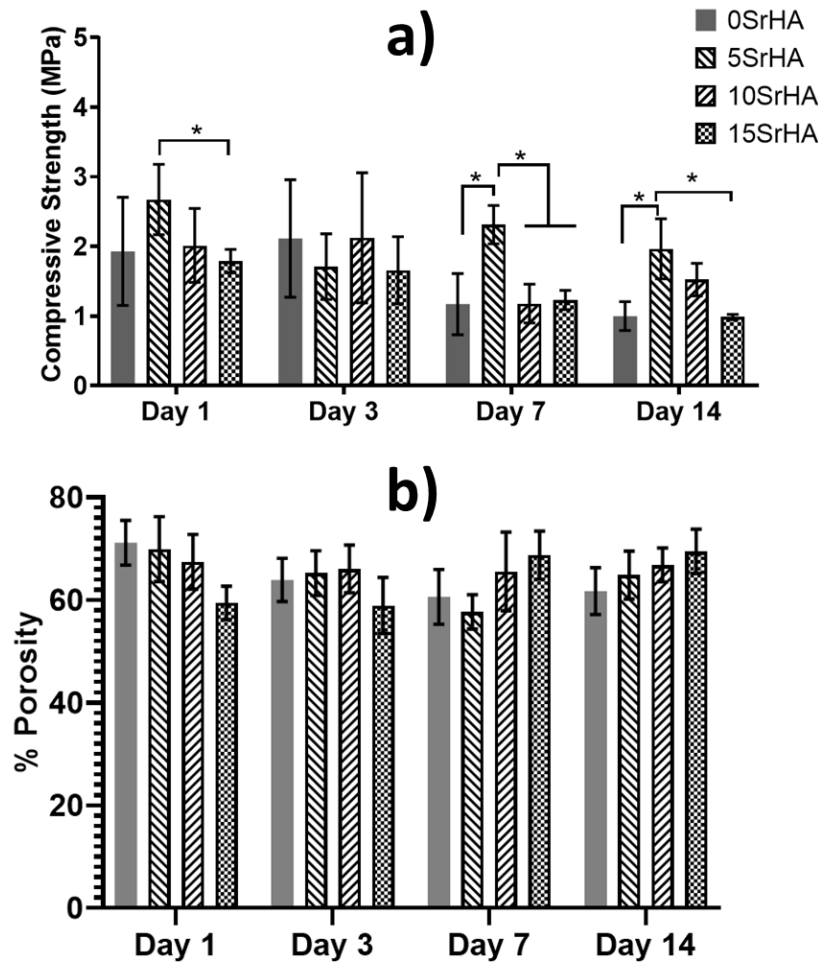 a)
0SrHA
5SrHA
10SrHA
15SrHA
Compressive Strength (MPa)
5
4
3
2
1
0
*
*
*
*
*
Day 1 Day 3 Day 7 Day 14
b)
% Porosity
80
60
40
20
0
Day 1 Day 3 Day 7 Day 14